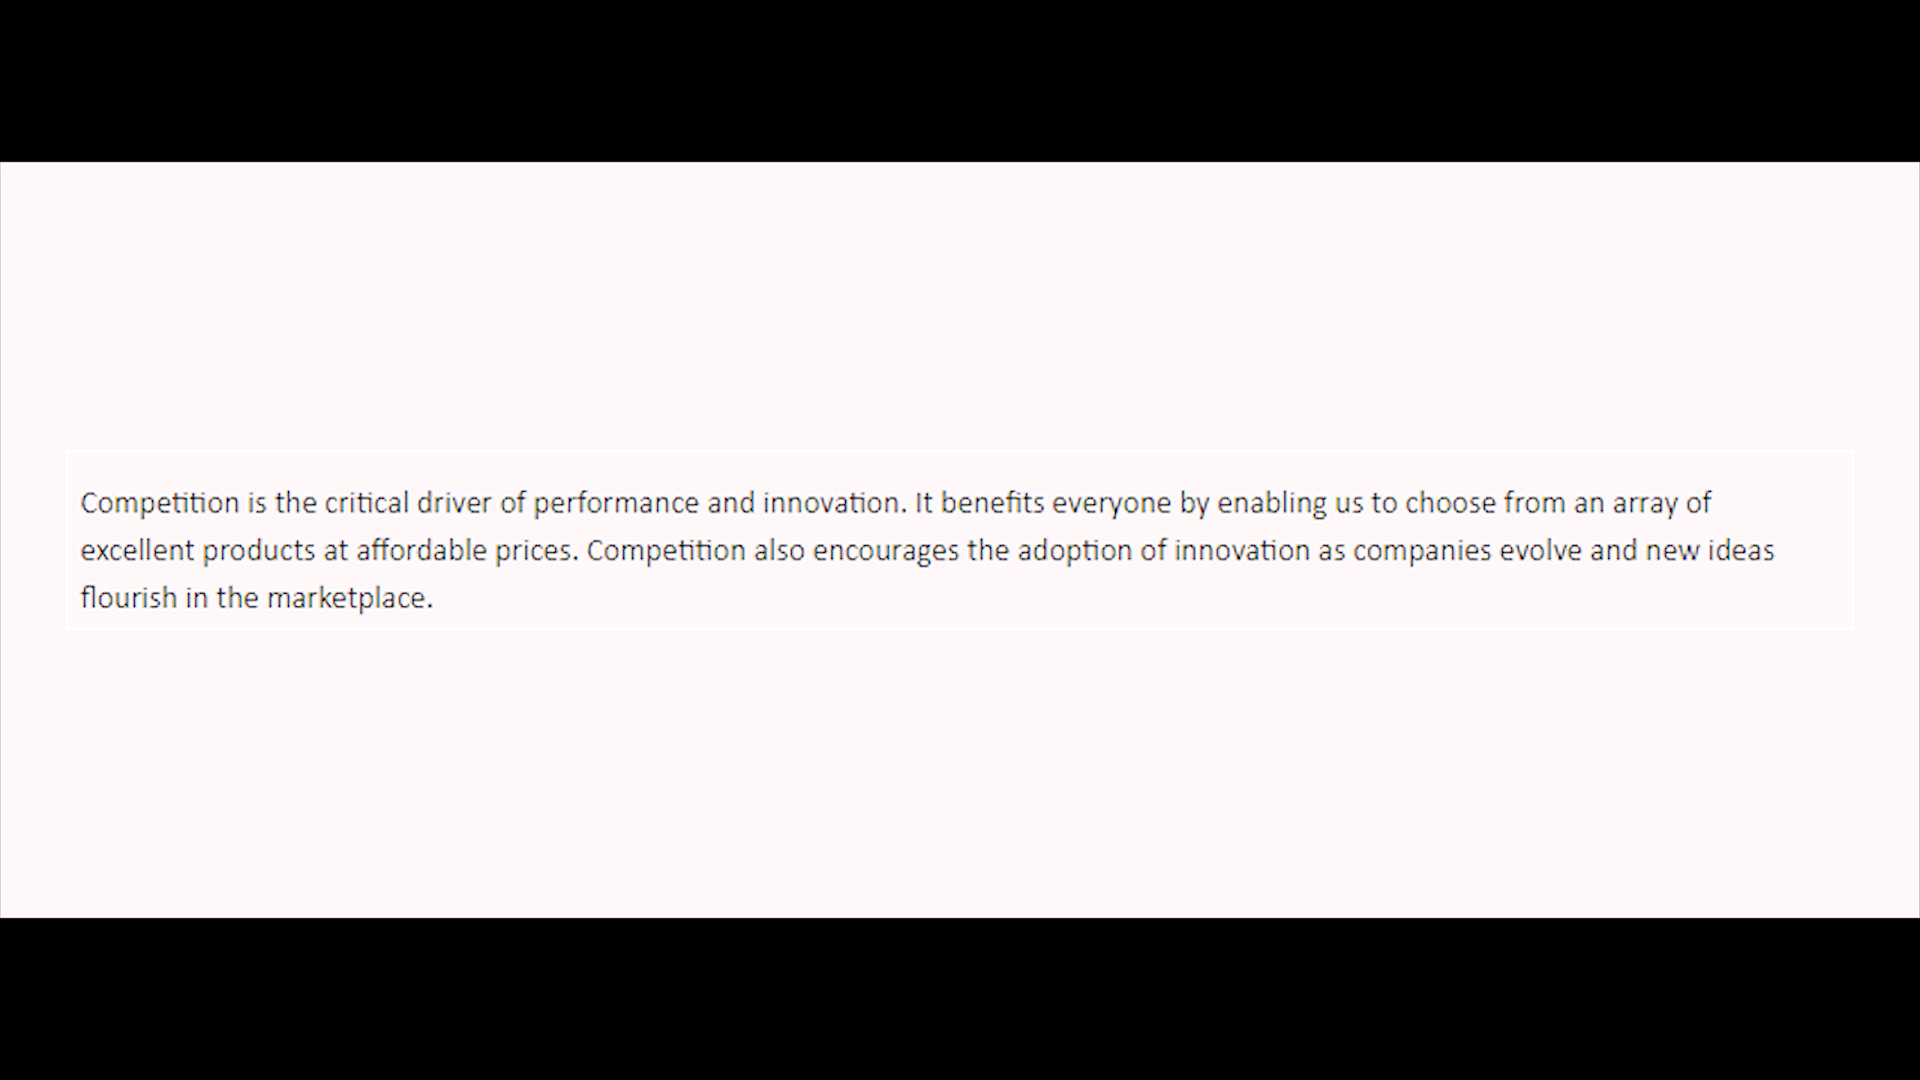 Competition is the critical driver of performance and innovation. It benefits everyone by enabling us to choose from an array of
excellent products at affordable prices. Competition also encourages the adoption of innovation as companies evolve and new ideas
flourish in the marketplace.